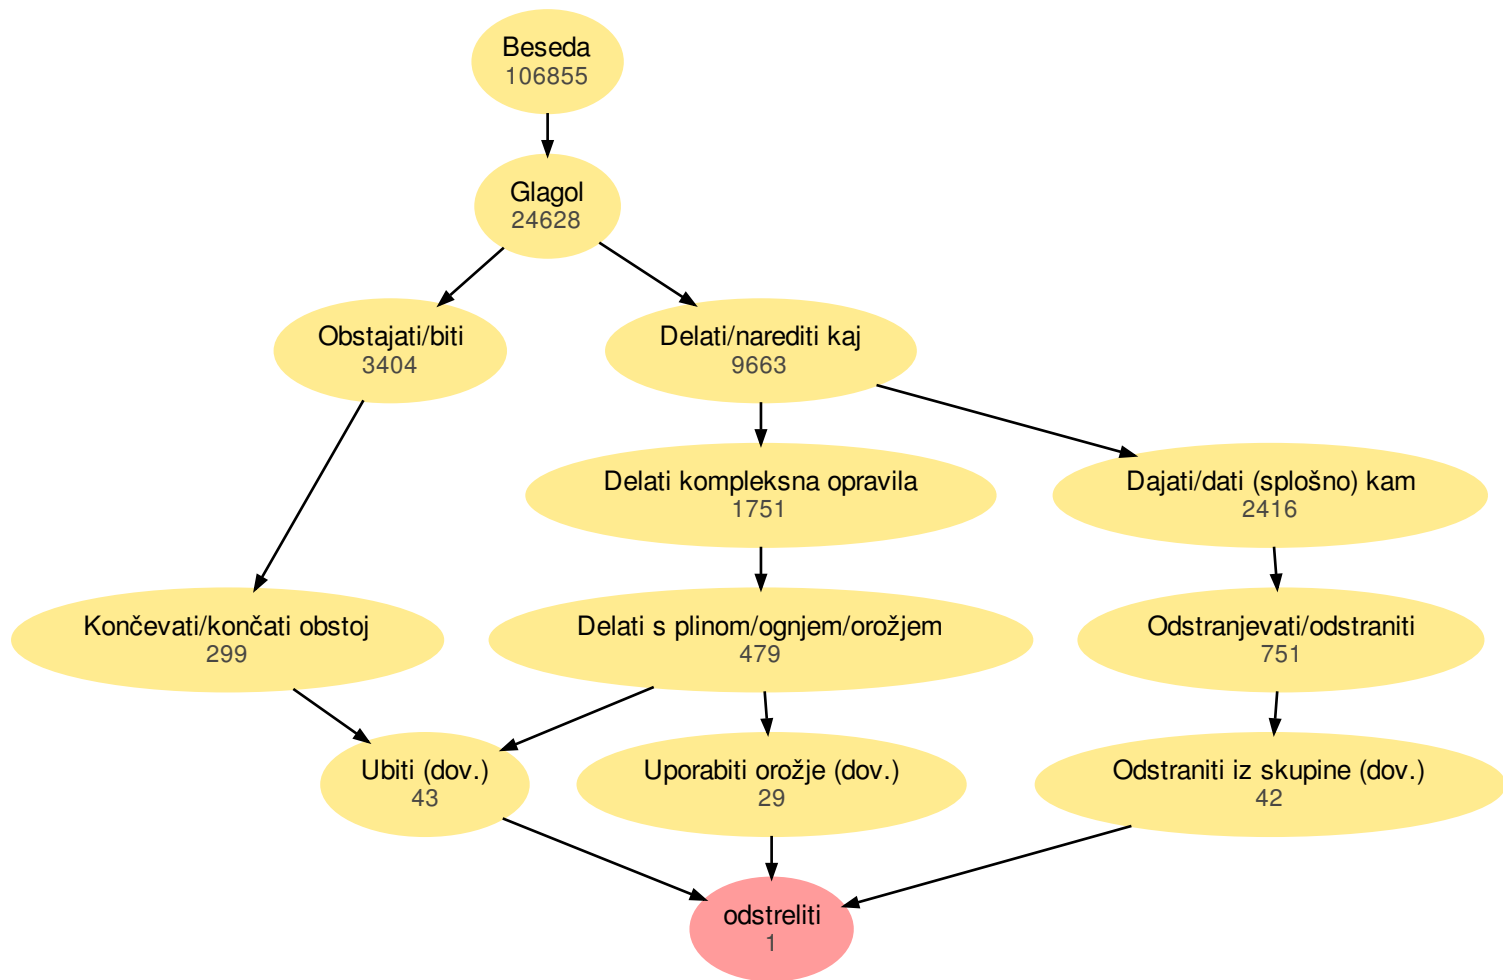 Beseda
106855
Glagol
24628
Obstajati/biti
3404
Delati/narediti kaj
9663
Delati kompleksna opravila
1751
Dajati/dati (splošno) kam
2416
Končevati/končati obstoj
299
Delati s plinom/ognjem/orožjem
479
Odstranjevati/odstraniti
751
Ubiti (dov.)
43
Uporabiti orožje (dov.)
29
Odstraniti iz skupine (dov.)
42
odstreliti
1